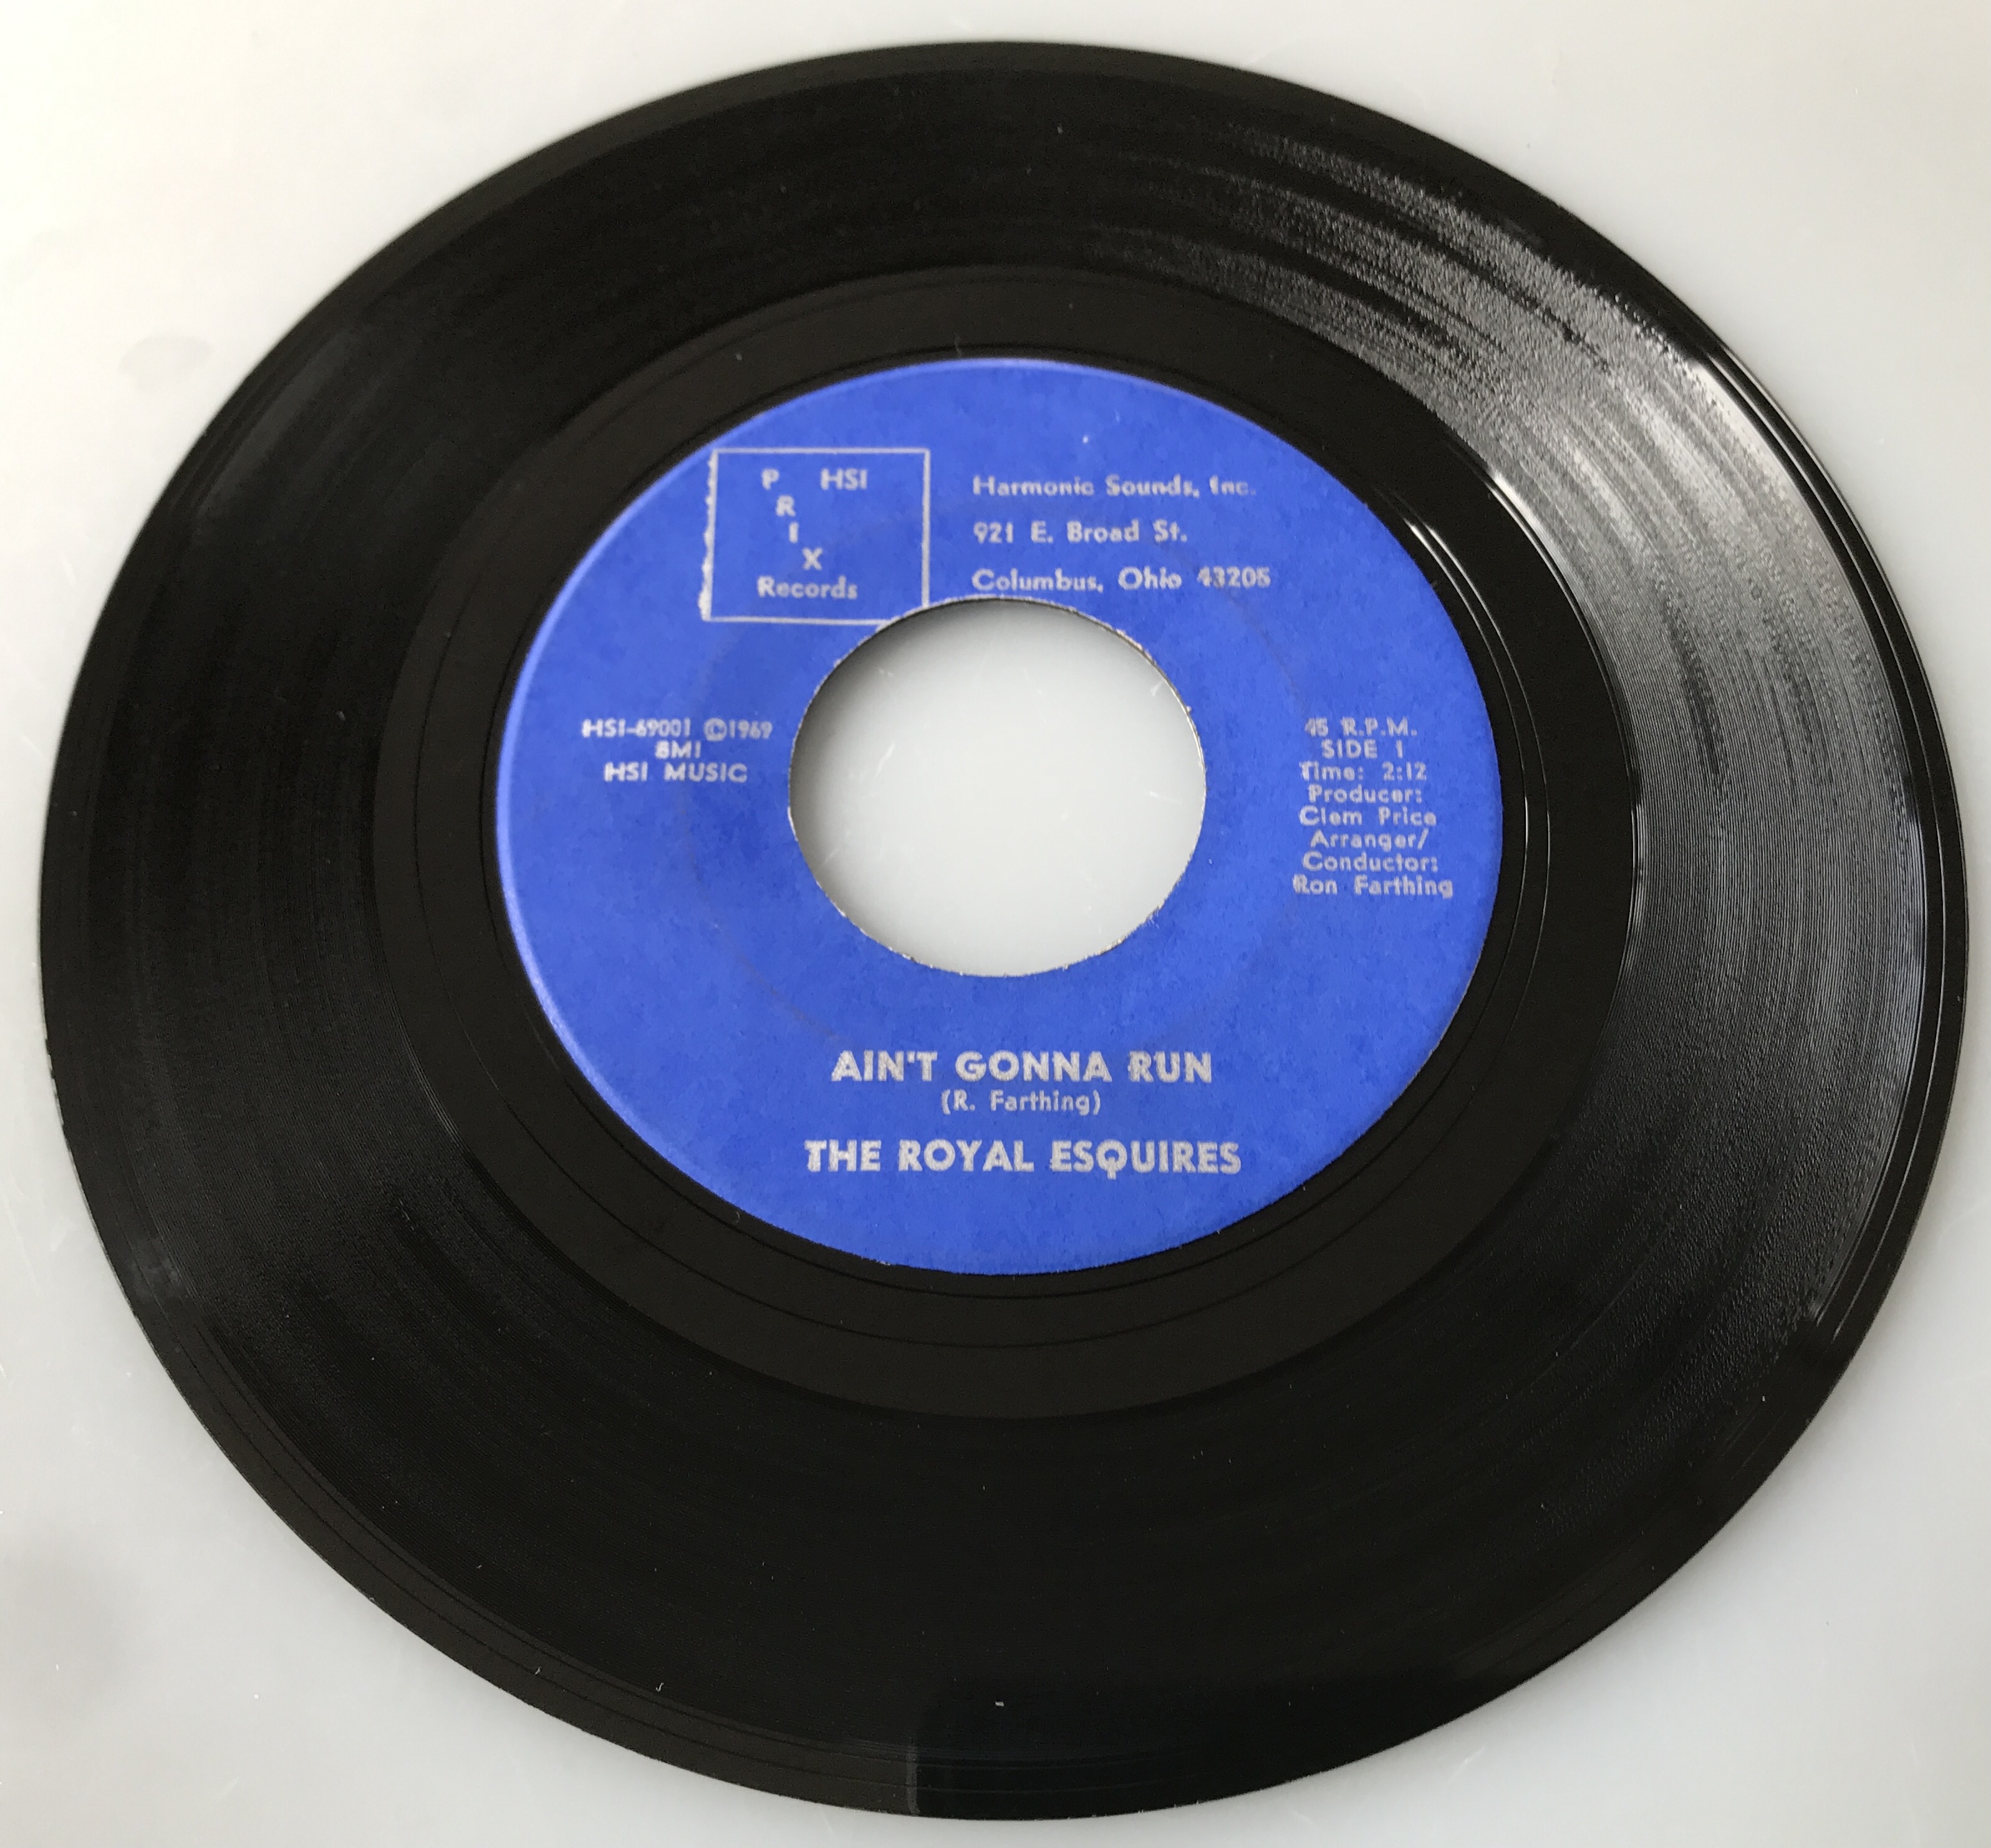 P HSI
R
I
X
Records
Harmonic Sounds, Inc.
921 E. Broad St.
Columbus, Ohio 43205
HSI-69001 ©1969
BMI
HSI MUSIC
45 R.P.M.
SIDE 1
Time: 2:12
Producer:
Clem Price
Arranger/
Conductor:
Ron Farthing
AIN'T GONNA RUN
(R. Farthing)
THE ROYAL ESQUIRES